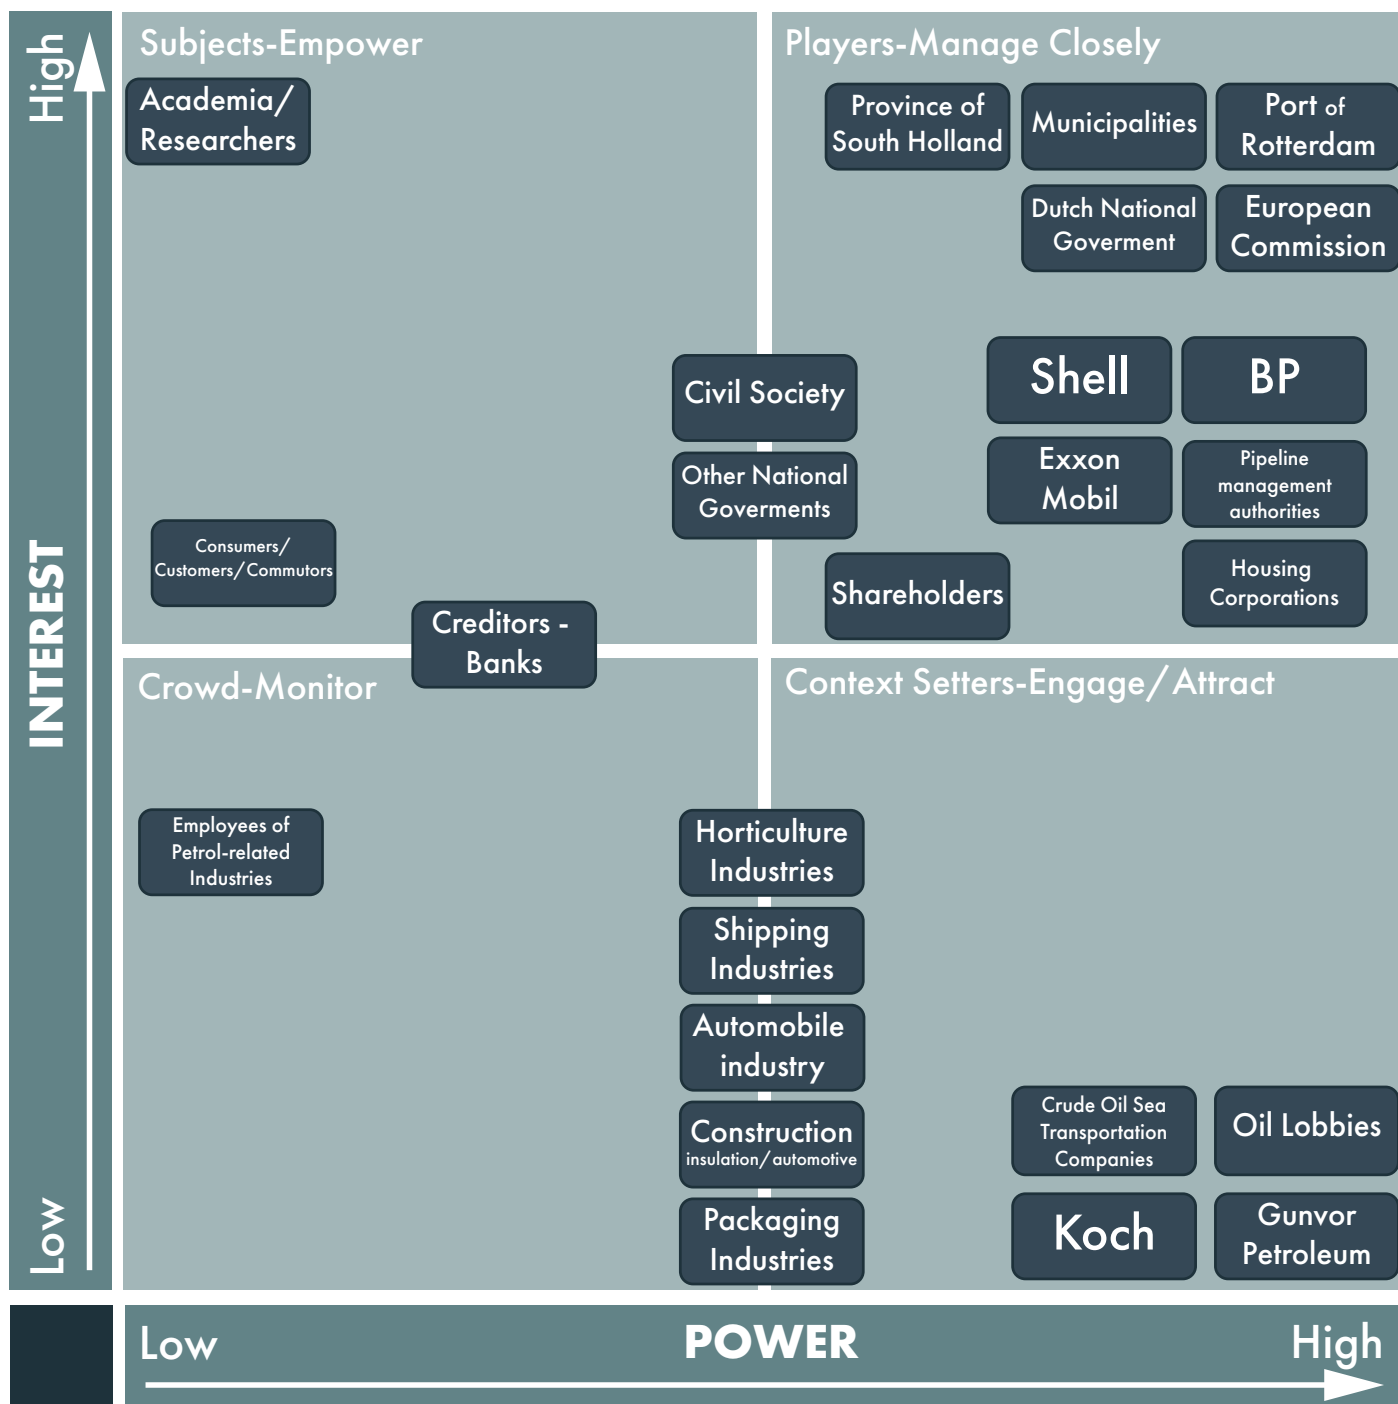 High
INTEREST
Low
Subjects-Empower
Academia/
Researchers
Consumers/
Customers/Commutors
Creditors -
Banks
Players-Manage Closely
Province of
South Holland
Municipalities
Port of
Rotterdam
Dutch National
Goverment
European
Commission
Civil Society
Other National
Goverments
Shell
BP
Exxon
Mobil
Pipeline
management
authorities
Shareholders
Housing
Corporations
Crowd-Monitor
Employees of
Petrol-related
Industries
Horticulture
Industries
Shipping
Industries
Automobile
industry
Construction
insulation/automotive
Packaging
Industries
Context Setters-Engage/Attract
Crude Oil Sea
Transportation
Companies
Oil Lobbies
Koch
Gunvor
Petroleum
Low
POWER
High